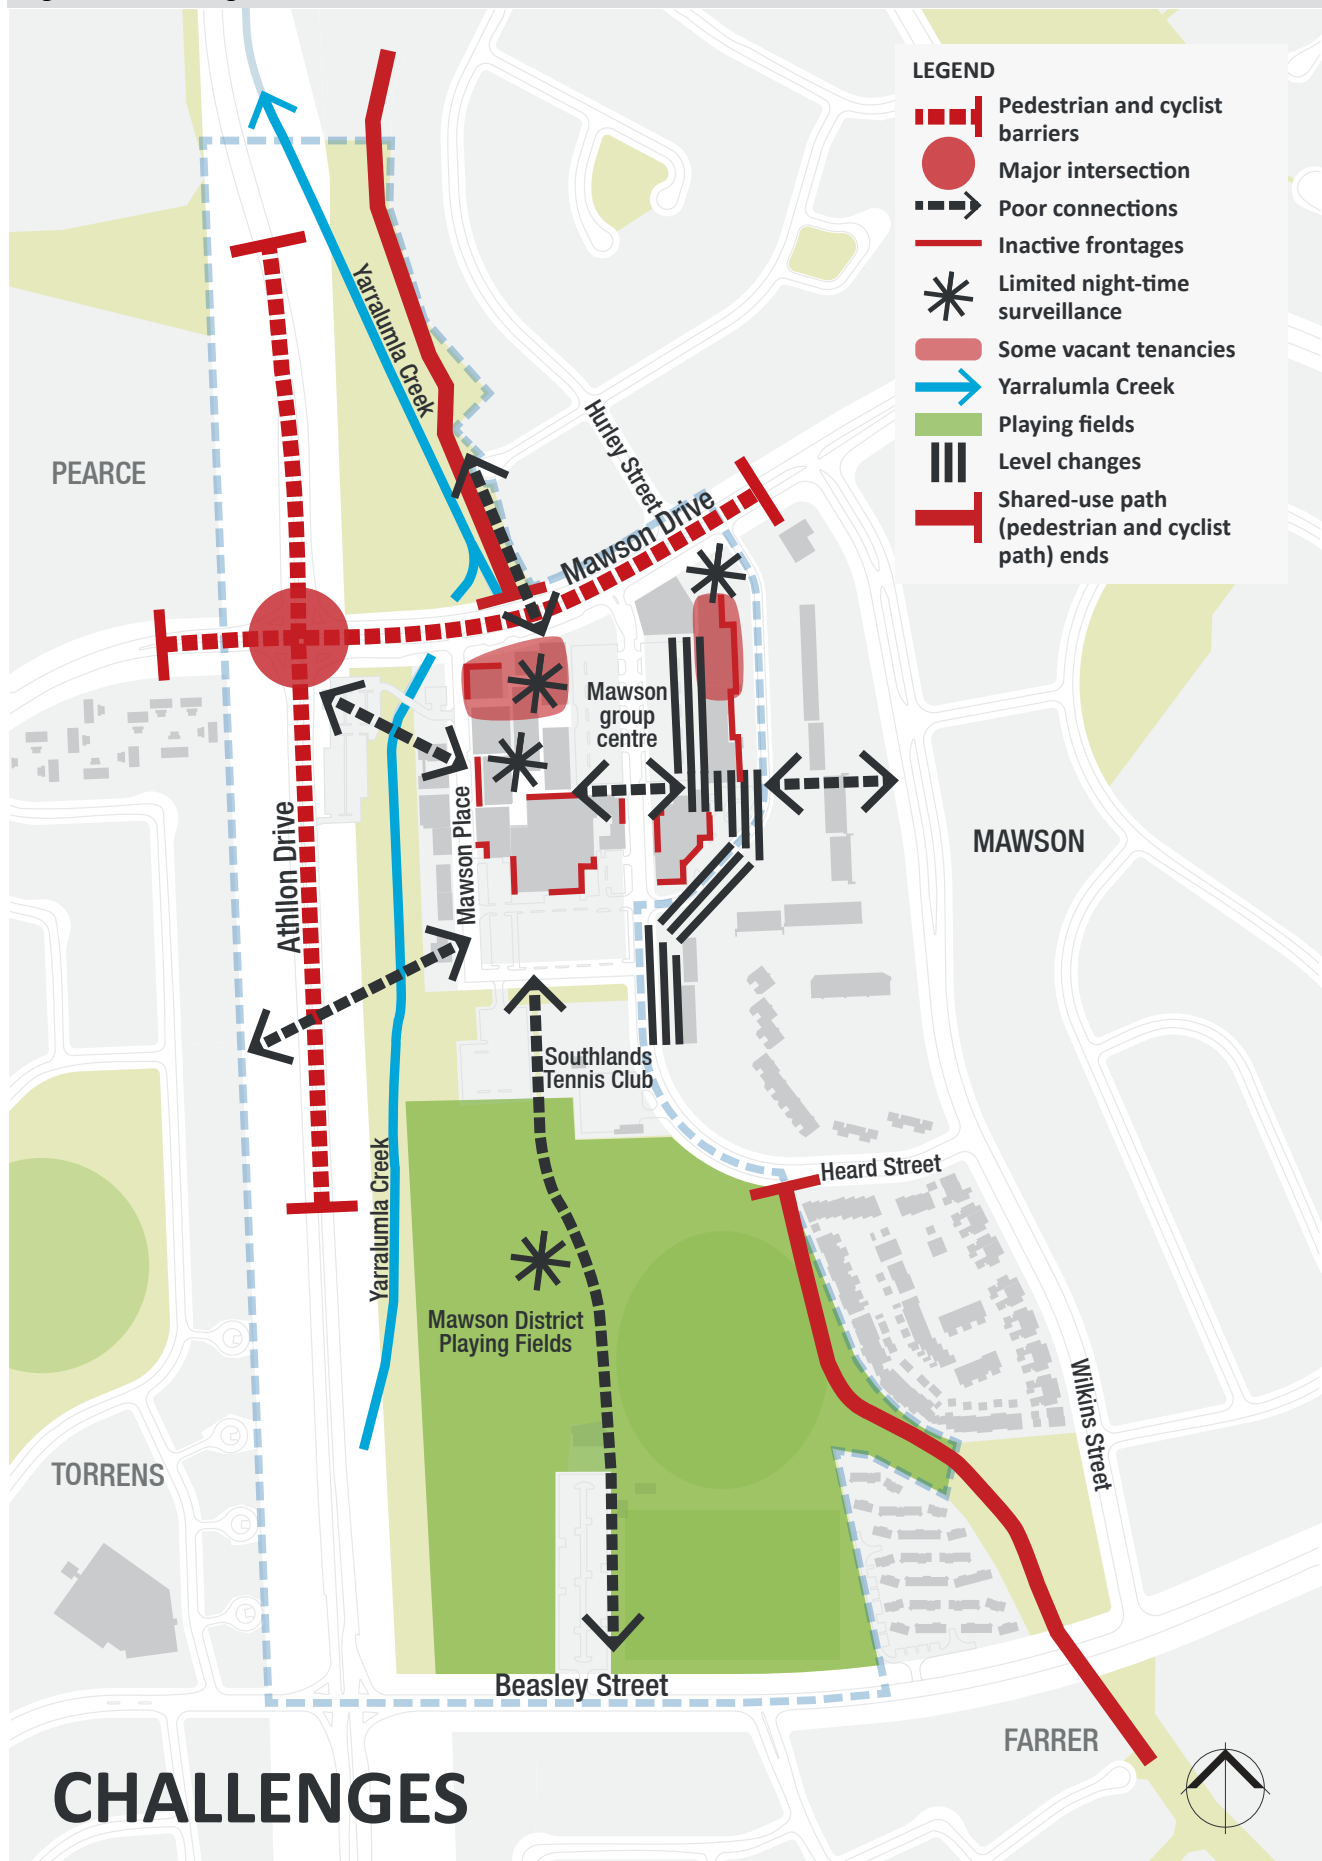 LEGEND
Pedestrian and cyclist
barriers
Major intersection
Poor connections
Inactive frontages
Limited night-time
surveillance
Some vacant tenancies
Yarralumla Creek
Playing fields
Level changes
Shared-use path
(pedestrian and cyclist
path) ends
Yarralumla Creek
Hurley Street
PEARCE
Mawson Drive
Mawson
group
centre
Mawson Place
Athllon Drive
MAWSON
Southlands
Tennis Club
Yarralumla Creek
Heard Street
Mawson District
Playing Fields
Wilkins Street
TORRENS
Beasley Street
FARRER
CHALLENGES